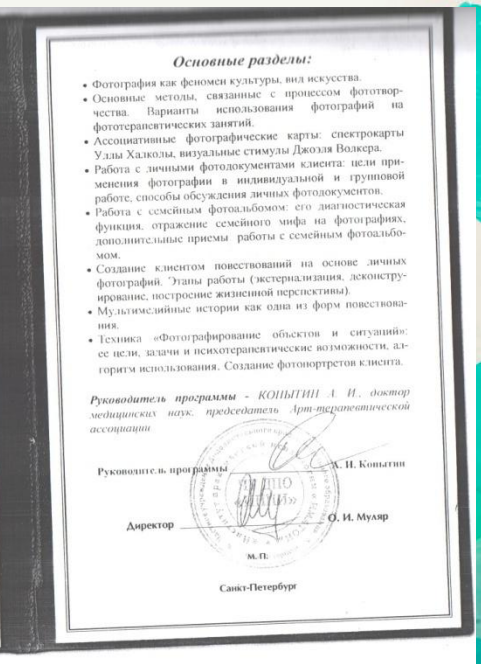 Основные разделы:
• Фотография как феномен культуры, вид искусства.
• Основные методы, связанные с процессом фототвор-
чества. Варианты использования фотографий на
фототерапевтических занятий.
• Ассоциативные фотографические карты: спектрокарты
Уллы Халколы, визуальные стимулы Джоэля Волкера.
• Работа с личными фотодокументами клиента: цели при-
менения фотографии в индивидуальной и групповой
работе, способы обсуждения личных фотодокументов.
• Работа с семейным фотоальбомом: его диагностическая
функция, отражение семейного мифа на фотографиях,
дополнительные приемы работы с семейным фотоальбо-
мом.
• Создание клиентом повествований на основе личных
фотографий. Этапы работы (экстернализация, деконстру-
ирование, построение жизненной перспективы).
• Мультимедийные истории как одна из форм повествова-
ния.
• Техника «Фотографирование объектов и ситуаций»:
ее цели, задачи и психотерапевтические возможности, ал-
горитм использования. Создание фотопортретов клиента.
Руководитель программы - КОПЫТИН А. И., доктор
медицинских наук, председатель Арт-терапевтической
ассоциации
Руководитель программы А. И. Копытин
Директор О. И. Муляр
М. П.
Санкт-Петербург